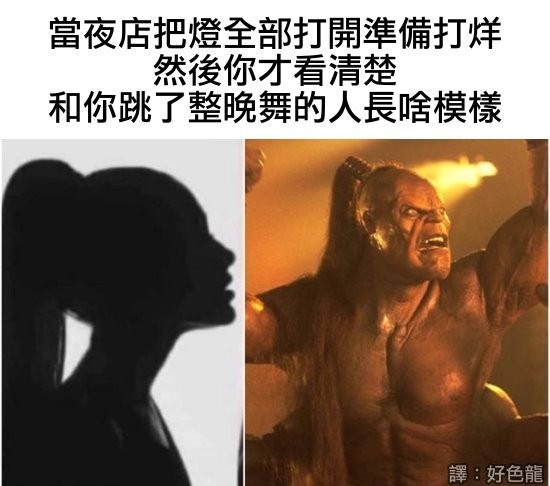 當夜店把燈全部打開準備打烊
然後你才看清楚
和你跳了整晚舞的人長啥模樣
譯：好色龍